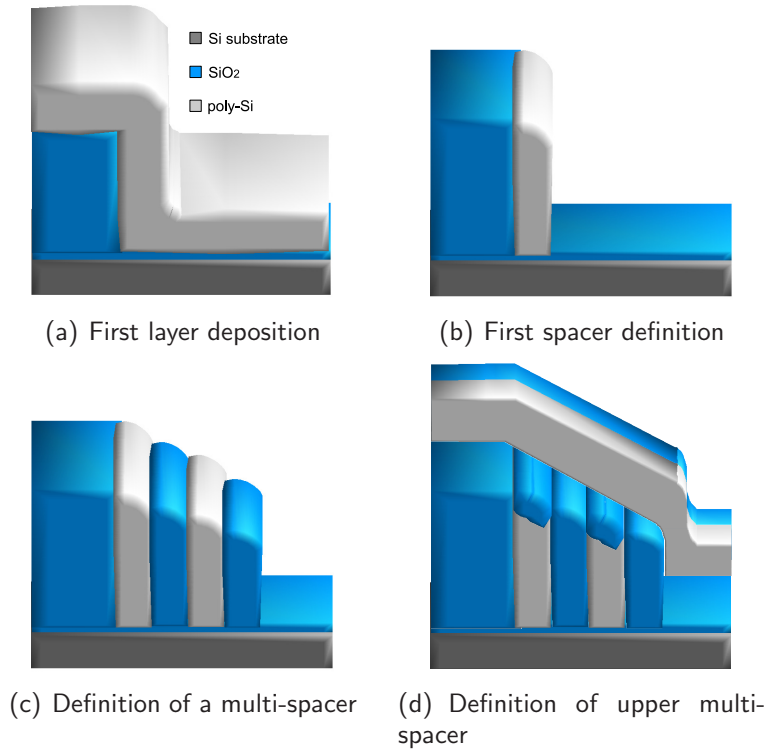 Si substrate
SiO2
poly-Si
(a) First layer deposition
(b) First spacer definition
(c) Definition of a multi-spacer
(d) Definition of upper multi-
spacer